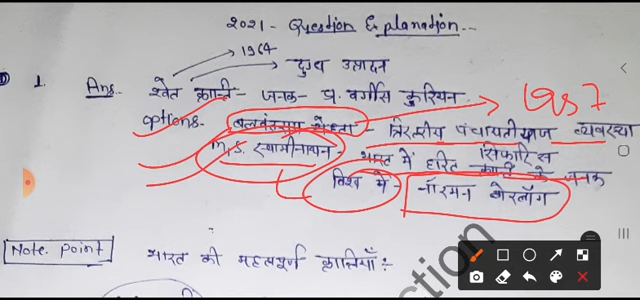 2021 - Question Explanation...
1964
दुग्ध उत्पादन
1. Ans श्वेत क्रान्ति - जनक - डा. वर्गीस कुरियन
options - बलवंतराय मेहता - त्रिस्तरीय पंचायतीराज व्यवस्था
सिफारिस
M.S. स्वामीनाथन - भारत में हरित क्रान्ति के जनक
विश्व में - नॉरमन बोरलॉग
Note Point भारत की महत्वपूर्ण क्रान्तियाँ :-